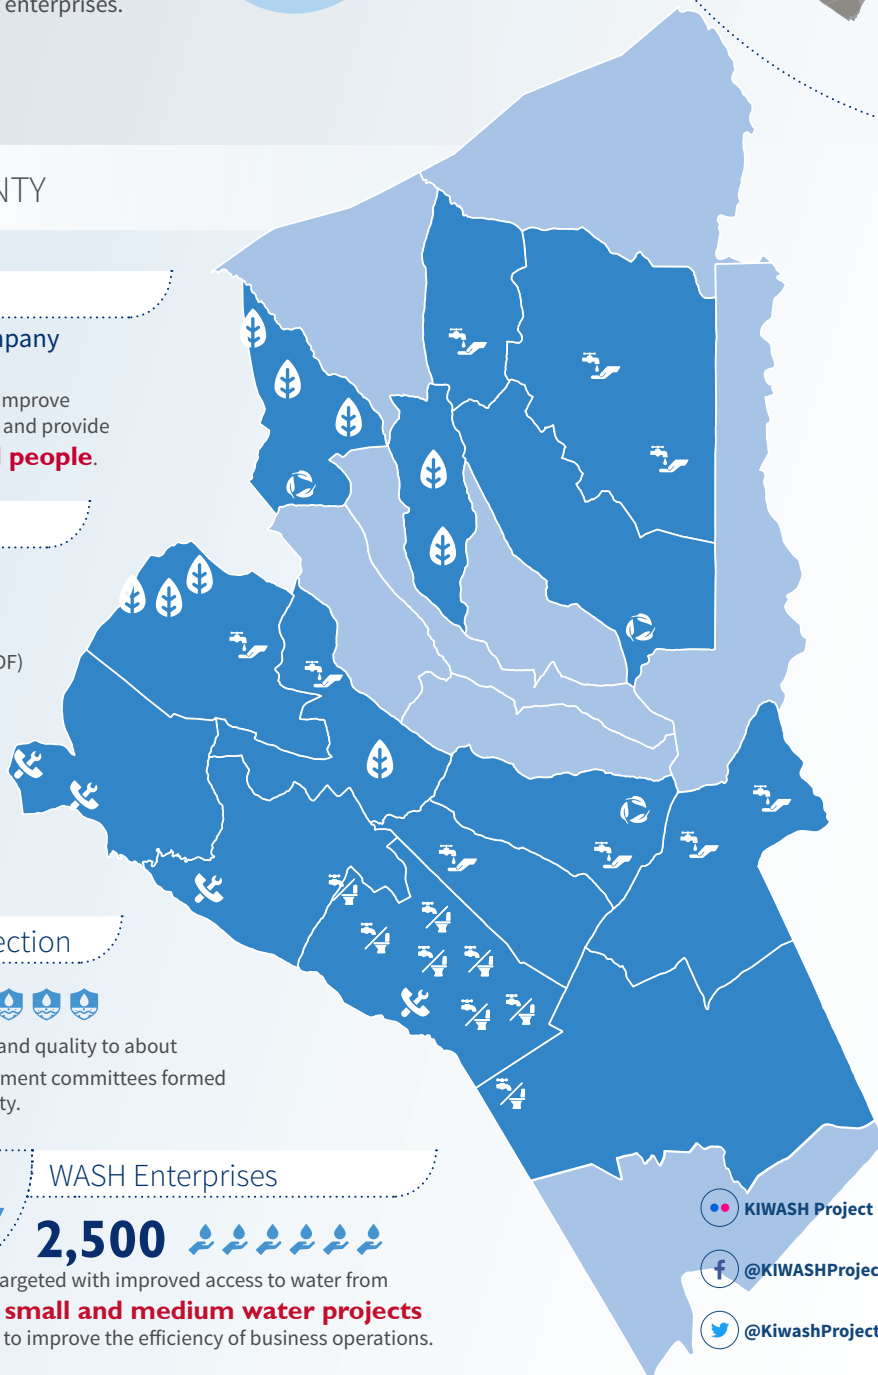 enterprises.
NTY
mpany
mprove
and provide
people.
DF)
ection
and quality to about
ment committees formed
ty.
WASH Enterprises
2,500
argeted with improved access to water from
small and medium water projects
to improve the efficiency of business operations.
KIWASH Project
@KIWASHProjec
@KiwashProject